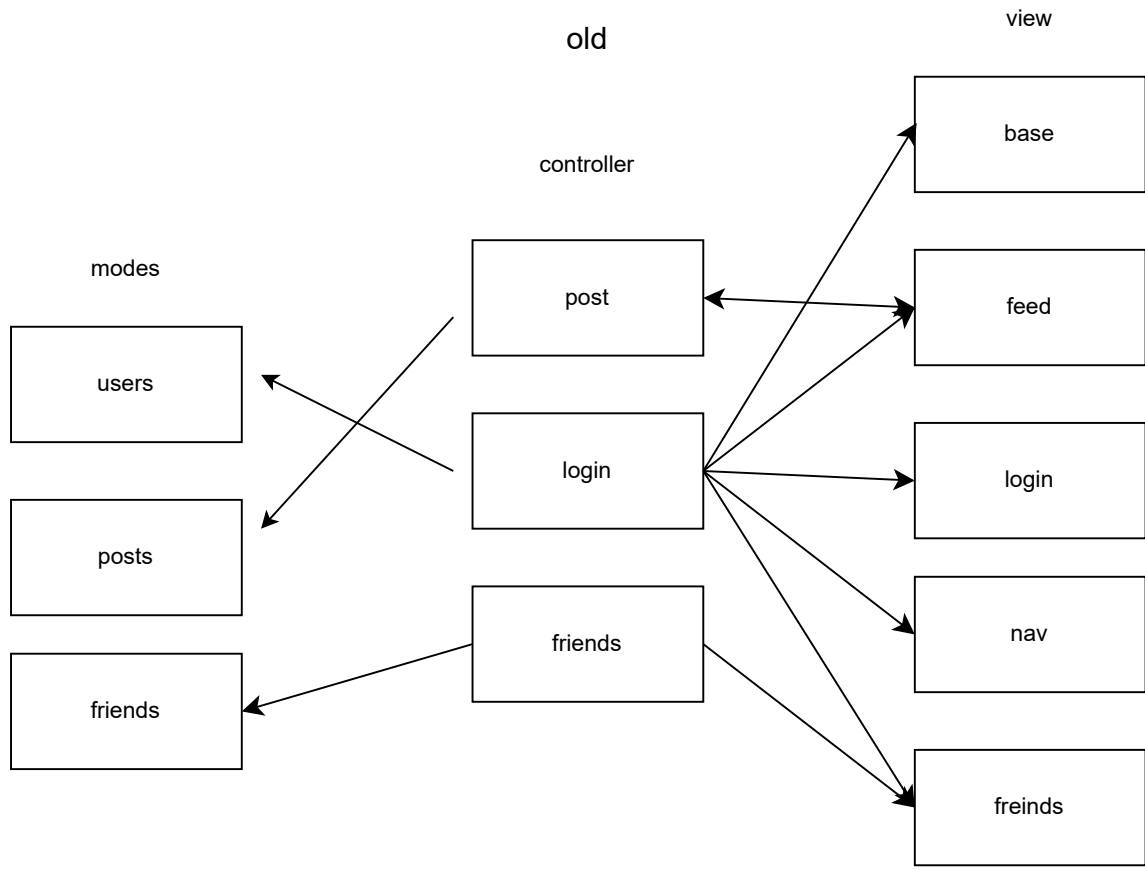 old
modes
users
posts
friends
controller
post
login
friends
view
base
feed
login
nav
freinds